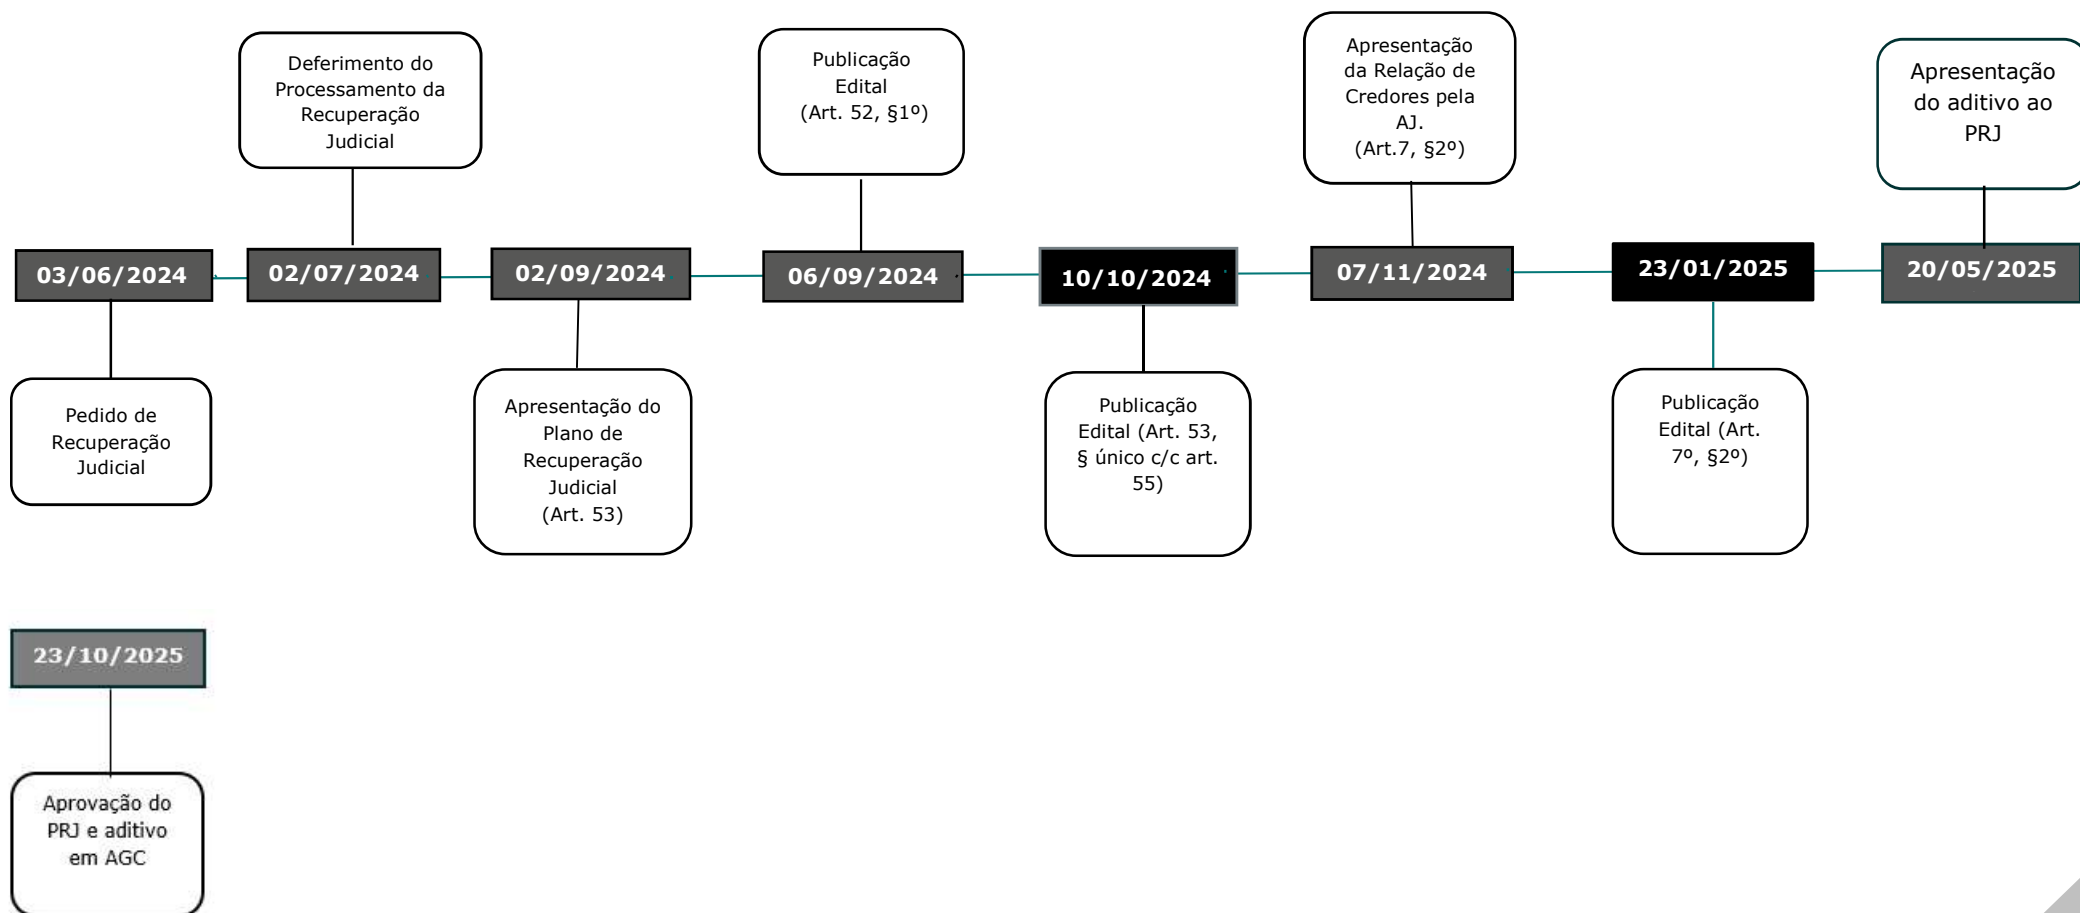 Deferimento do
Processamento da
Recuperação
Judicial
Publicação
Edital
(Art. 52, §1º)
Apresentação
da Relação de
Credores pela
AJ.
(Art.7, §2º)
Apresentação
do aditivo ao
PRJ
03/06/2024
02/07/2024
02/09/2024
06/09/2024
10/10/2024
07/11/2024
23/01/2025
20/05/2025
Pedido de
Recuperação
Judicial
Apresentação do
Plano de
Recuperação
Judicial
(Art. 53)
Publicação
Edital (Art. 53,
§ único c/c art.
55)
Publicação
Edital (Art.
7º, §2º)
23/10/2025
Aprovação do
PRJ e aditivo
em AGC